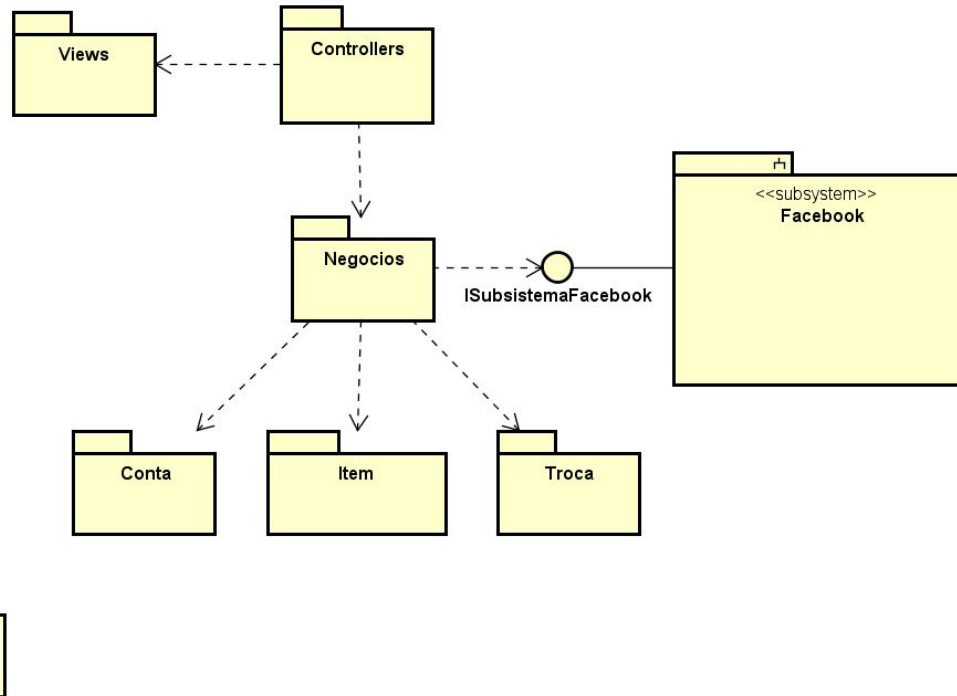 Views
Controllers
<<subsystem>>
Facebook
Negocios
ISubsistemaFacebook
Conta
Item
Troca